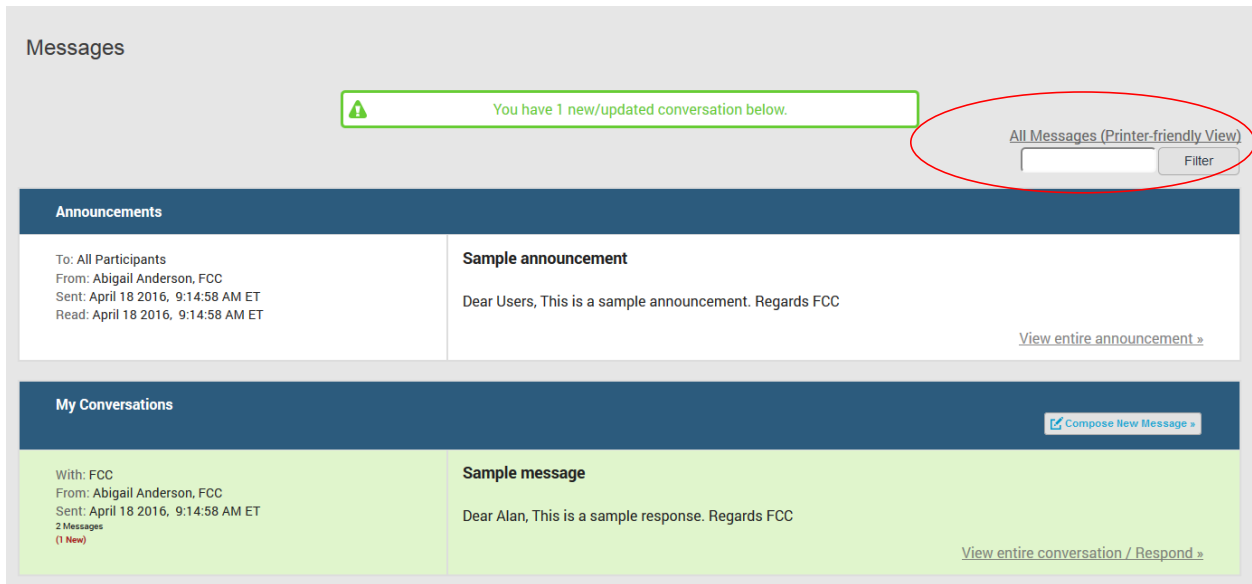 Messages
You have 1 new/updated conversation below.
All Messages (Printer-friendly View)
Filter
Announcements
To: All Participants
From: Abigail Anderson, FCC
Sent: April 18 2016,  9:14:58 AM ET
Read: April 18 2016,  9:14:58 AM ET
Sample announcement
Dear Users, This is a sample announcement. Regards FCC
View entire announcement »
My Conversations
Compose New Message »
With: FCC
From: Abigail Anderson, FCC
Sent: April 18 2016,  9:14:58 AM ET
2 Messages
(1 New)
Sample message
Dear Alan, This is a sample response. Regards FCC
View entire conversation / Respond »